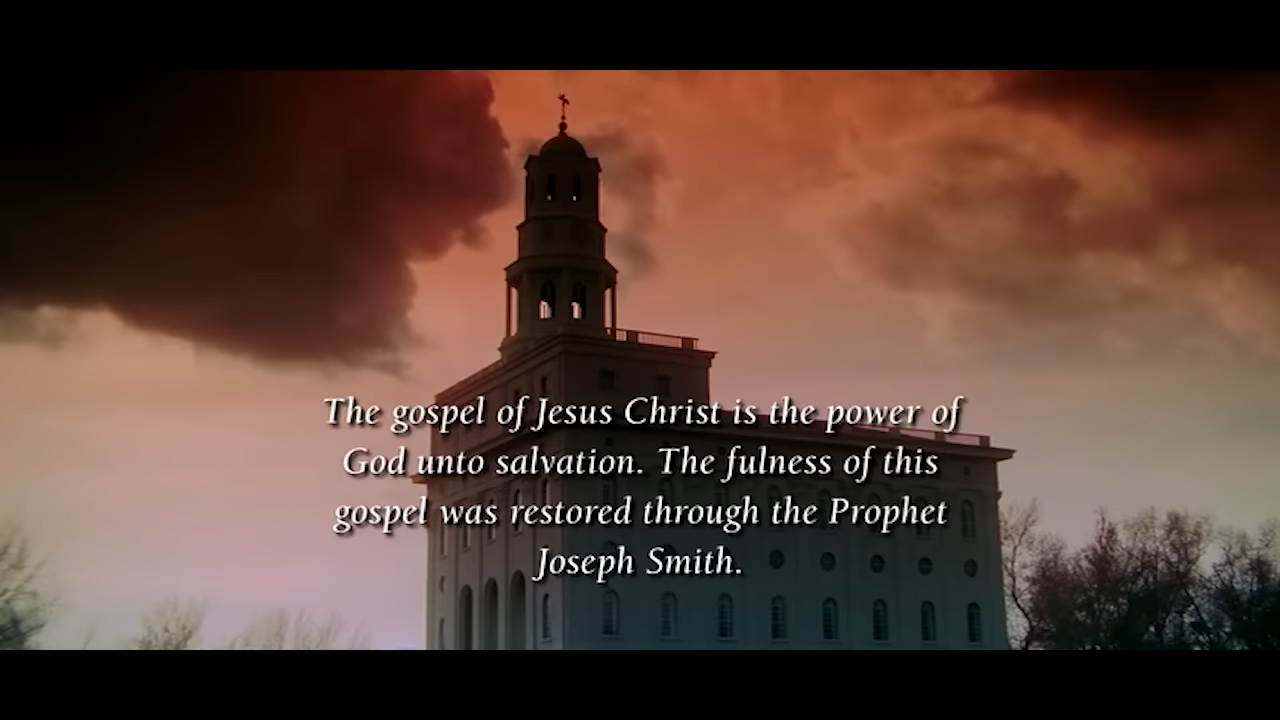 The gospel of Jesus Christ is the power of
God unto salvation. The fulness of this
gospel was restored through the Prophet
Joseph Smith.